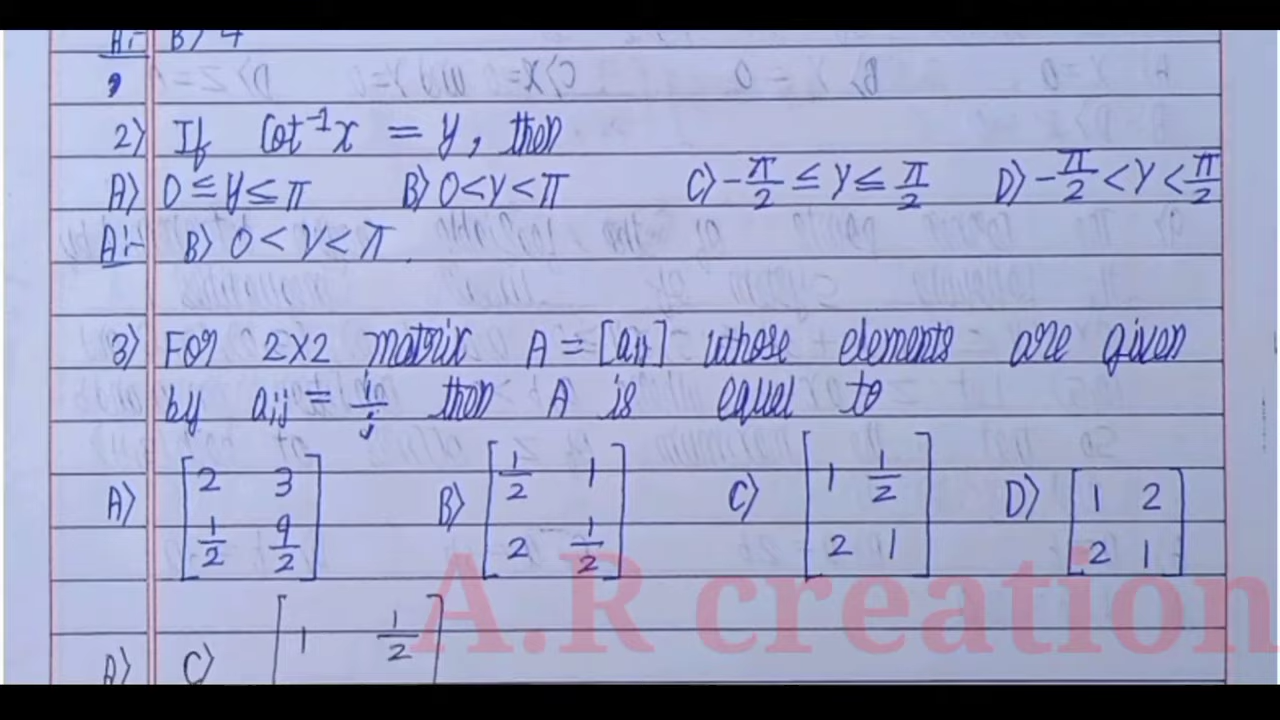 A:- B) 4
2) If Cot⁻¹x = y, then
A) 0 ≤ y ≤ π B) 0 < y < π C) -π/2 ≤ y ≤ π/2 D) -π/2 < y < π/2
A:- B) 0 < y < π.
3) For 2×2 matrix A = [aij] whose elements are given
by aij = i/j then A is equal to
A) [2 3 B) [1/2 1 C) [1 1/2 D) [1 2
1/2 9/2] 2 1/2] 2 1] 2 1]
A.R creation
A) C) [1 1/2